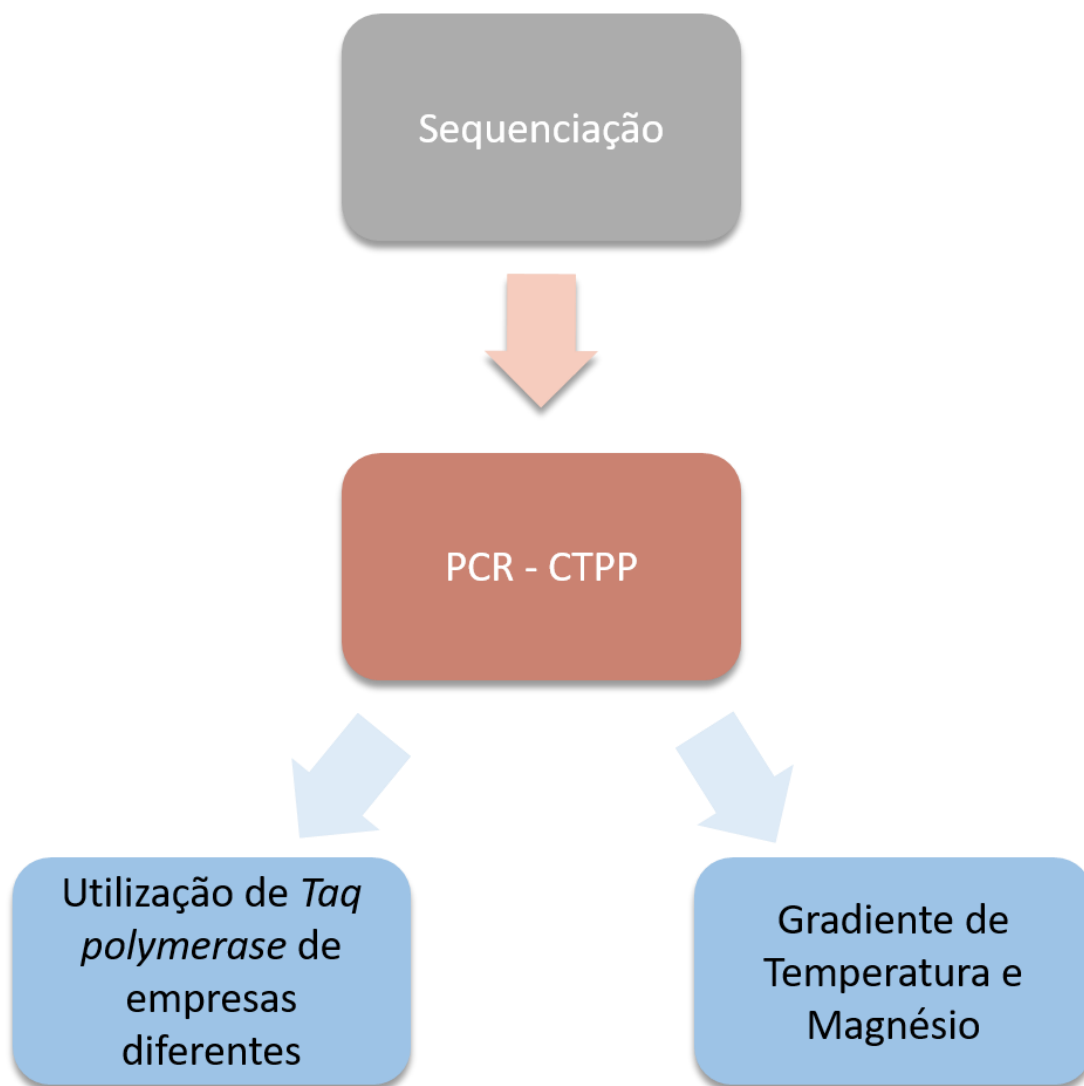 Sequenciação
PCR - CTPP
Utilização de Taq
polymerase de
empresas
diferentes
Gradiente de
Temperatura e
Magnésio